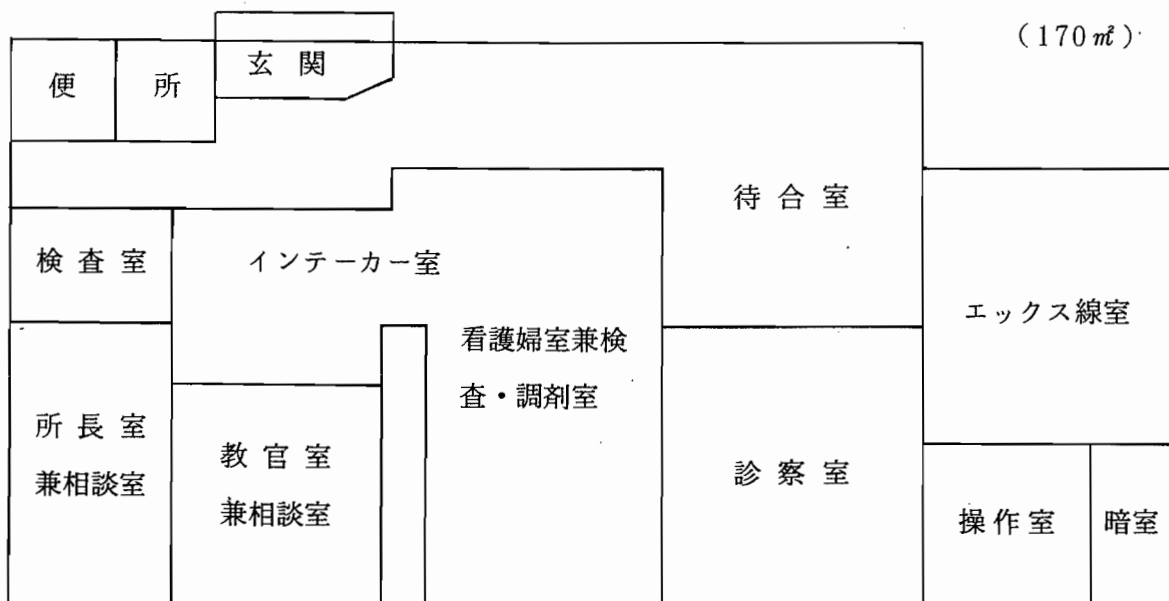 （170㎡）
便 所
玄 関
待 合 室
検 査 室
インテーカー室
エックス線室
看護婦室兼検
査・調剤室
所 長 室
兼相談室
教 官 室
兼相談室
診 察 室
操 作 室
暗室